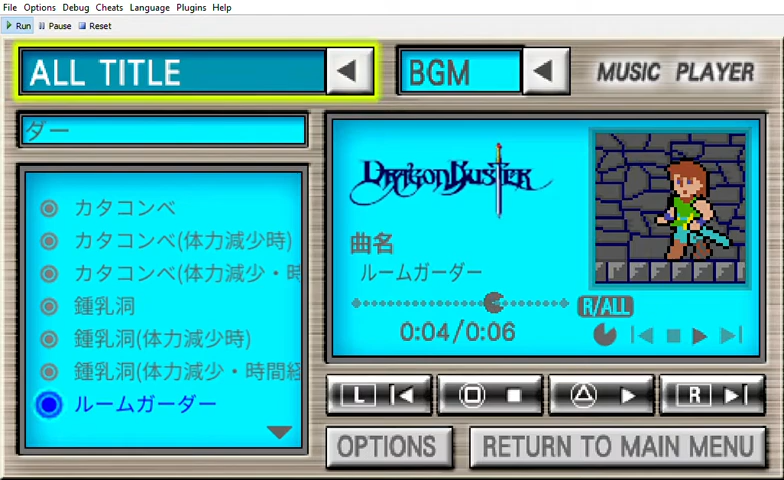 File Options Debug Cheats Language Plugins Help
Run Pause Reset
ALL TITLE
BGM
MUSIC PLAYER
ダー
カタコンベ
カタコンベ(体力減少時)
カタコンベ(体力減少・時
鍾乳洞
鍾乳洞(体力減少時)
鍾乳洞(体力減少・時間経
ルームガーダー
DRAGON BUSTER
曲名
ルームガーダー
R/ALL
0:04/0:06
L
R
OPTIONS
RETURN TO MAIN MENU